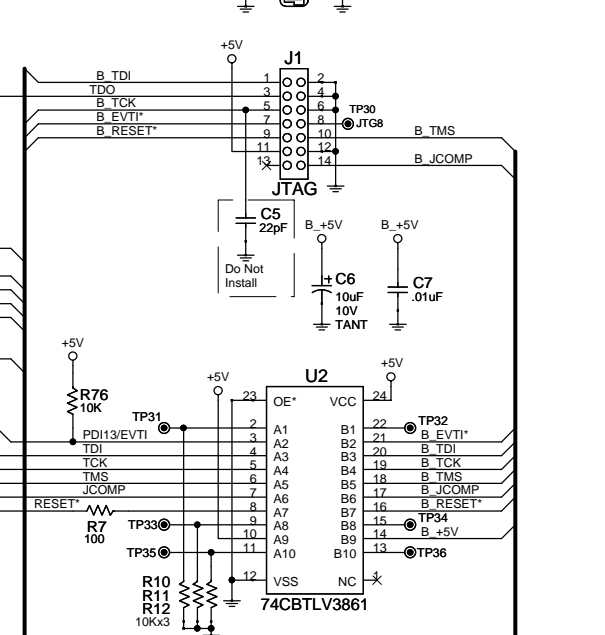 +5V
J1
B_TDI 1 2
TDO 3 4
B_TCK 5 6 TP30
B_EVTI* 7 8 JTG8
B_RESET* 9 10 B_TMS
11 12
13 14 B_JCOMP
JTAG
C5
22pF
Do Not
Install
B_+5V
+ C6
10uF
10V
TANT
B_+5V
C7
.01uF
+5V
R76
10K
+5V
U2
+5V
23 OE* VCC 24
TP31 2 A1 B1 22 TP32
PDI13/EVTI 3 A2 B2 21 B_EVTI*
TDI 4 A3 B3 20 B_TDI
TCK 5 A4 B4 19 B_TCK
TMS 6 A5 B5 18 B_TMS
JCOMP 7 A6 B6 17 B_JCOMP
RESET* 8 A7 B7 16 B_RESET*
R7
100
TP33 9 A8 B8 15 TP34
10 A9 B9 14 B_+5V
TP35 11 A10 B10 13 TP36
12 VSS NC 1
R10
R11
R12
10Kx3
74CBTLV3861